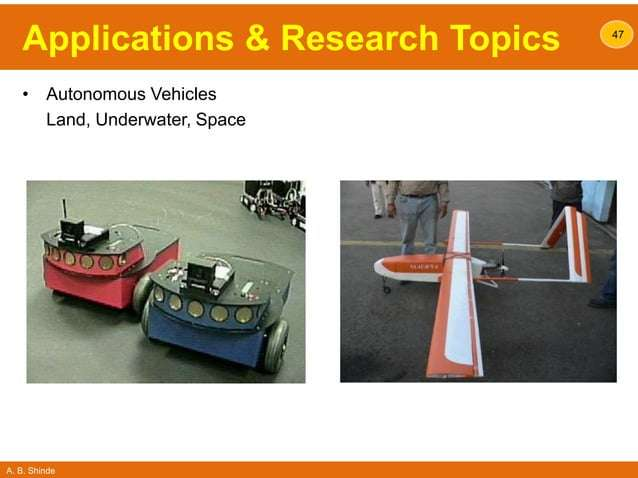 Applications & Research Topics
47
• Autonomous Vehicles
Land, Underwater, Space
A. B. Shinde